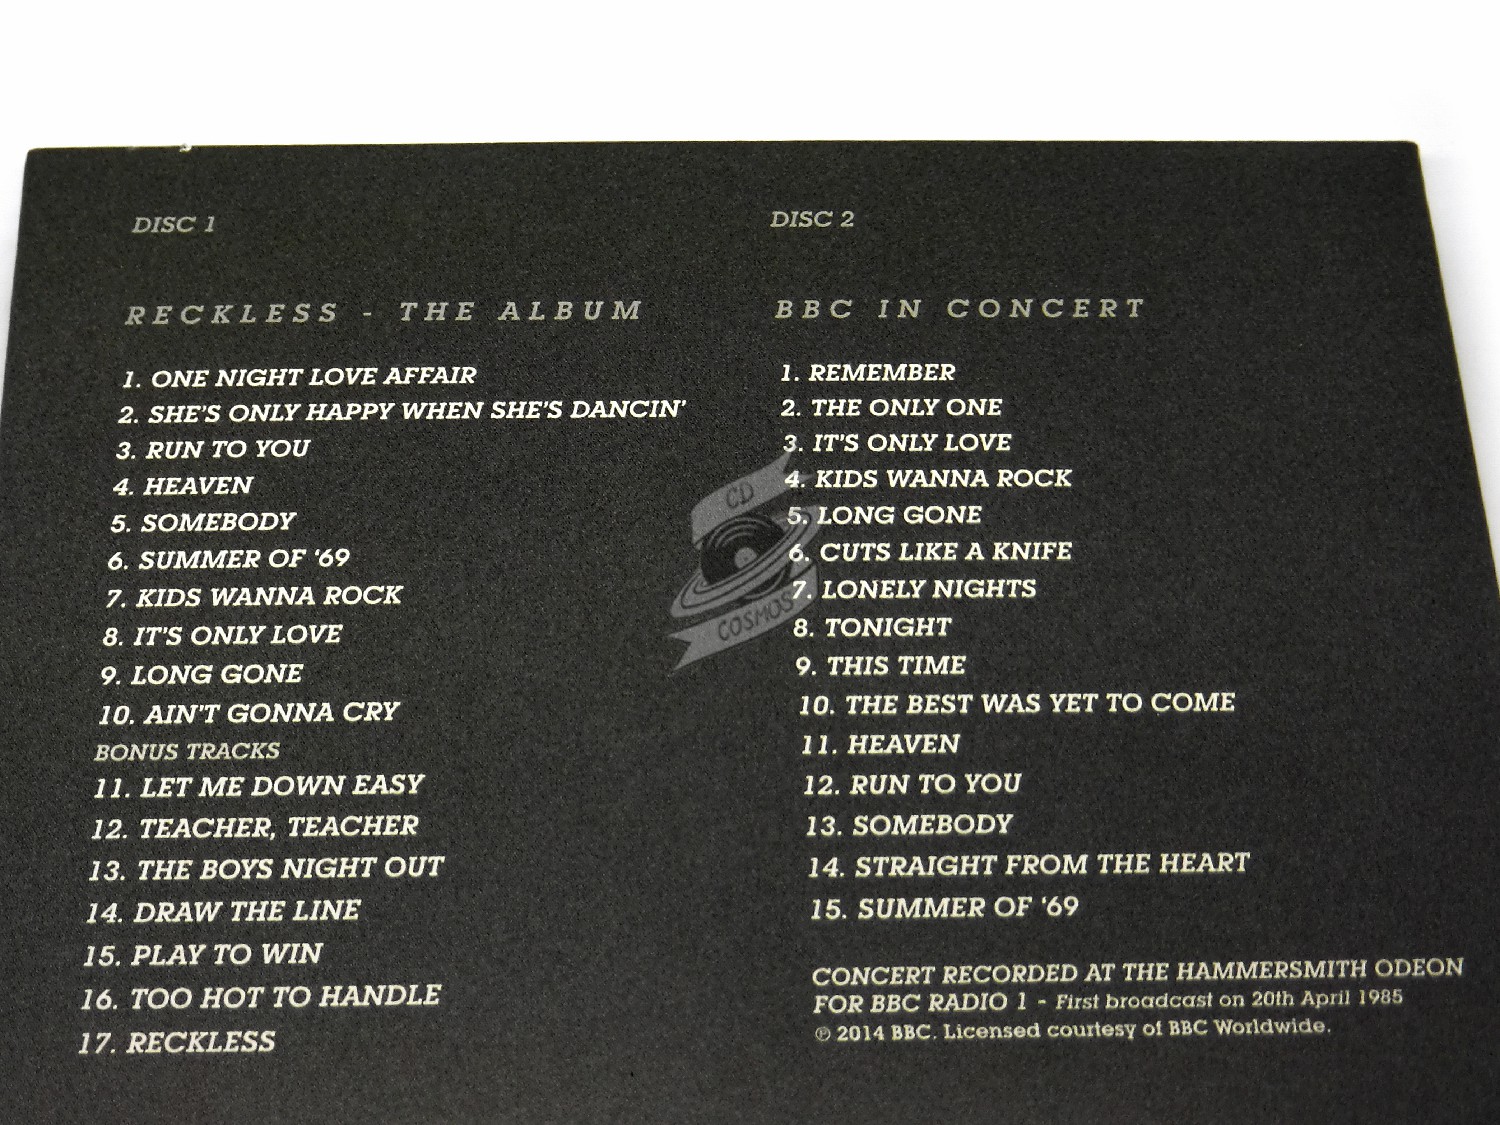 DISC 1
RECKLESS - THE ALBUM
1. ONE NIGHT LOVE AFFAIR
2. SHE'S ONLY HAPPY WHEN SHE'S DANCIN'
3. RUN TO YOU
4. HEAVEN
5. SOMEBODY
6. SUMMER OF '69
7. KIDS WANNA ROCK
8. IT'S ONLY LOVE
9. LONG GONE
10. AIN'T GONNA CRY
BONUS TRACKS
11. LET ME DOWN EASY
12. TEACHER, TEACHER
13. THE BOYS NIGHT OUT
14. DRAW THE LINE
15. PLAY TO WIN
16. TOO HOT TO HANDLE
17. RECKLESS
DISC 2
BBC IN CONCERT
1. REMEMBER
2. THE ONLY ONE
3. IT'S ONLY LOVE
4. KIDS WANNA ROCK
5. LONG GONE
6. CUTS LIKE A KNIFE
7. LONELY NIGHTS
8. TONIGHT
9. THIS TIME
10. THE BEST WAS YET TO COME
11. HEAVEN
12. RUN TO YOU
13. SOMEBODY
14. STRAIGHT FROM THE HEART
15. SUMMER OF '69
CONCERT RECORDED AT THE HAMMERSMITH ODEON
FOR BBC RADIO 1 - First broadcast on 20th April 1985
℗ 2014 BBC. Licensed courtesy of BBC Worldwide.
CD
COSMOS